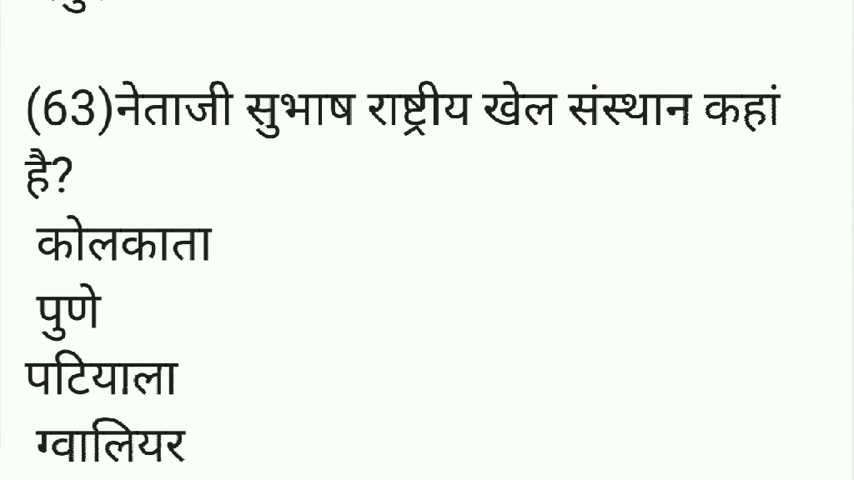 (63)नेताजी सुभाष राष्ट्रीय खेल संस्थान कहां
है?
कोलकाता
पुणे
पटियाला
ग्वालियर